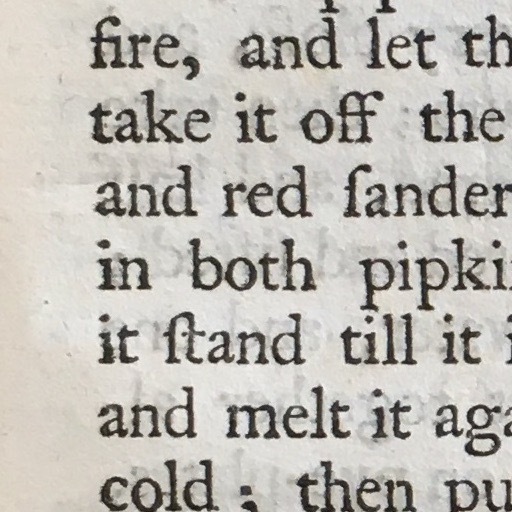 fire, and let th
take it off the
and red ſander
in both pipki
it ſtand till it i
and melt it aga
cold ; then pu